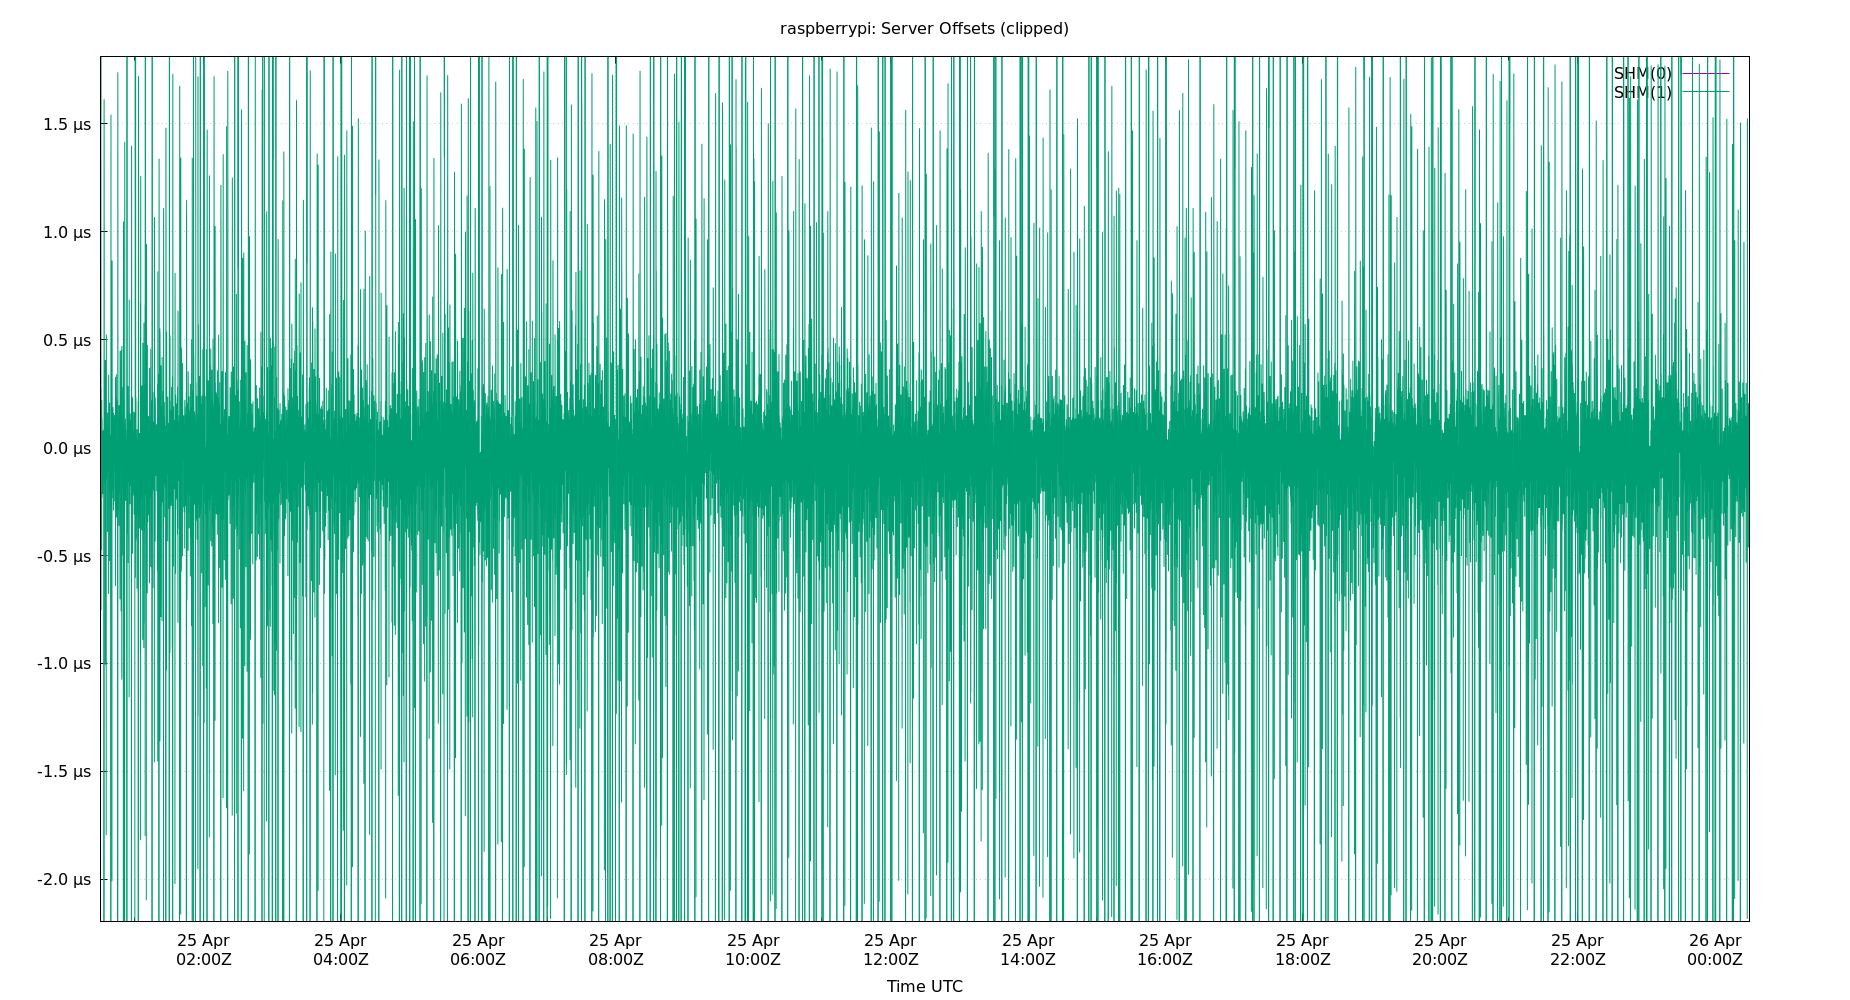 raspberrypi: Server Offsets (clipped)
SHM(0)
SHM(1)
1.5 µs
1.0 µs
0.5 µs
0.0 µs
-0.5 µs
-1.0 µs
-1.5 µs
-2.0 µs
25 Apr 25 Apr 25 Apr 25 Apr 25 Apr 25 Apr 25 Apr 25 Apr 25 Apr 25 Apr 25 Apr 26 Apr
02:00Z 04:00Z 06:00Z 08:00Z 10:00Z 12:00Z 14:00Z 16:00Z 18:00Z 20:00Z 22:00Z 00:00Z
Time UTC